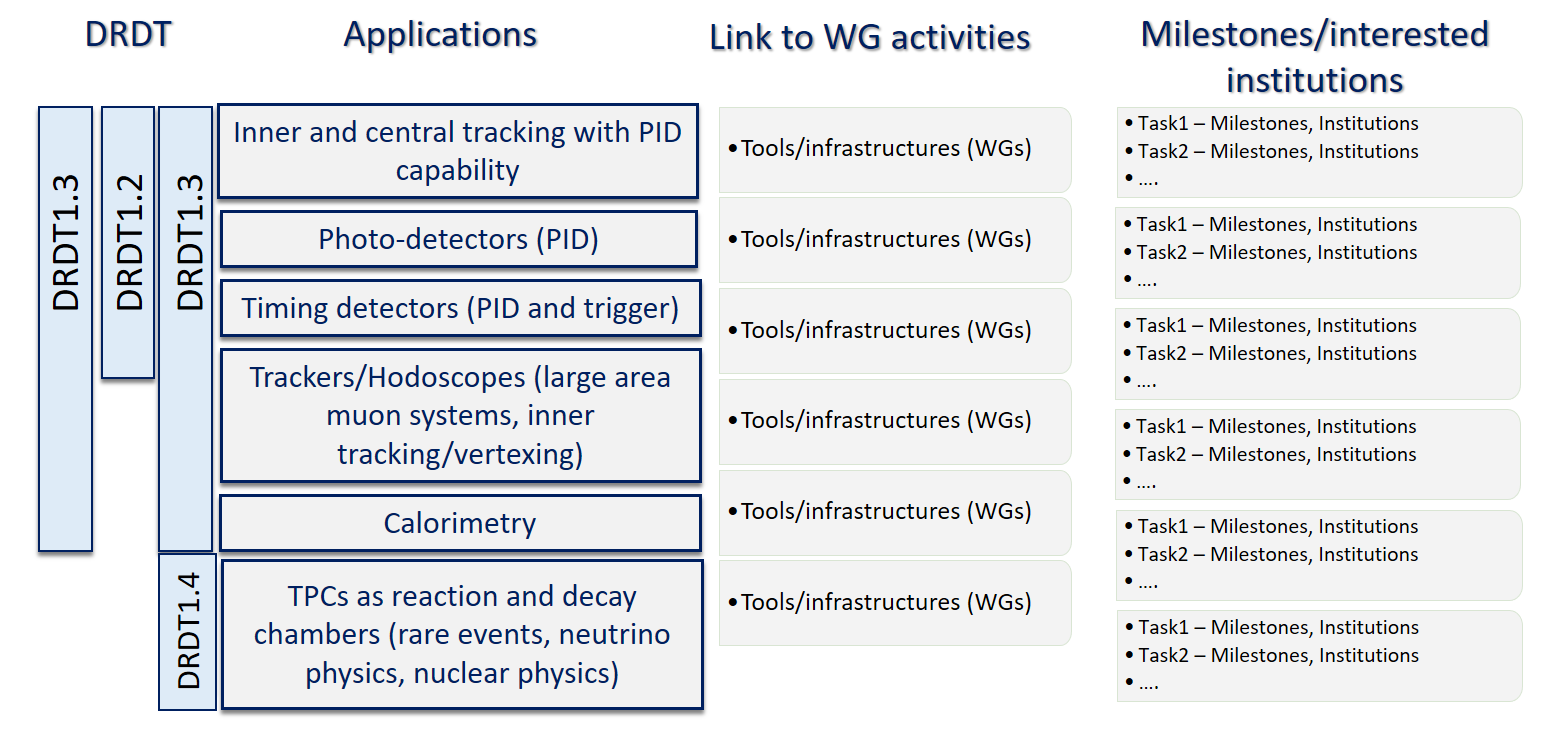 DRDT
Applications
Link to WG activities
Milestones/interested
institutions
DRDT1.3
DRDT1.2
DRDT1.3
DRDT1.4
Inner and central tracking with PID
capability
Photo-detectors (PID)
Timing detectors (PID and trigger)
Trackers/Hodoscopes (large area
muon systems, inner
tracking/vertexing)
Calorimetry
TPCs as reaction and decay
chambers (rare events, neutrino
physics, nuclear physics)
•Tools/infrastructures (WGs)
•Tools/infrastructures (WGs)
•Tools/infrastructures (WGs)
•Tools/infrastructures (WGs)
•Tools/infrastructures (WGs)
•Tools/infrastructures (WGs)
• Task1 – Milestones, Institutions
• Task2 – Milestones, Institutions
• ….
• Task1 – Milestones, Institutions
• Task2 – Milestones, Institutions
• ….
• Task1 – Milestones, Institutions
• Task2 – Milestones, Institutions
• ….
• Task1 – Milestones, Institutions
• Task2 – Milestones, Institutions
• ….
• Task1 – Milestones, Institutions
• Task2 – Milestones, Institutions
• ….
• Task1 – Milestones, Institutions
• Task2 – Milestones, Institutions
• ….